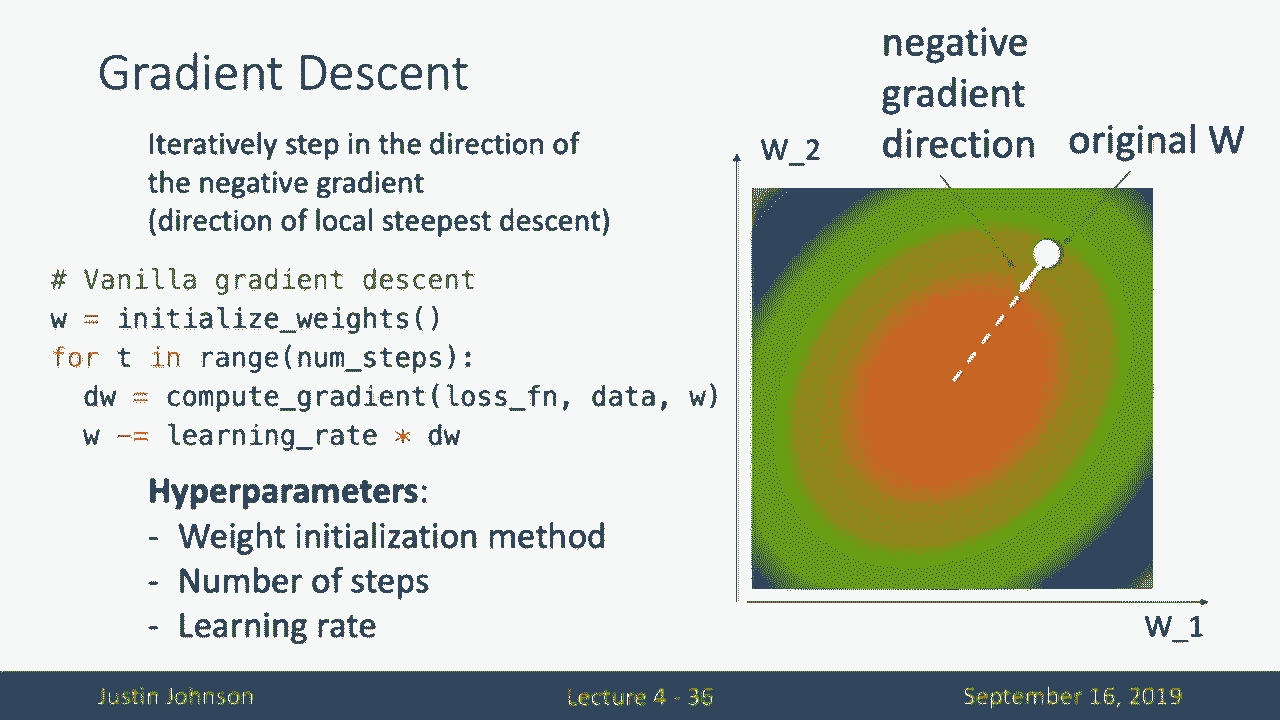 Gradient Descent
Iteratively step in the direction of
the negative gradient
(direction of local steepest descent)
# Vanilla gradient descent
w = initialize_weights()
for t in range(num_steps):
  dw = compute_gradient(loss_fn, data, w)
  w -= learning_rate * dw
Hyperparameters:
- Weight initialization method
- Number of steps
- Learning rate
negative
gradient
direction
original W
W_2
W_1
Justin Johnson
Lecture 4 - 35
September 16, 2019